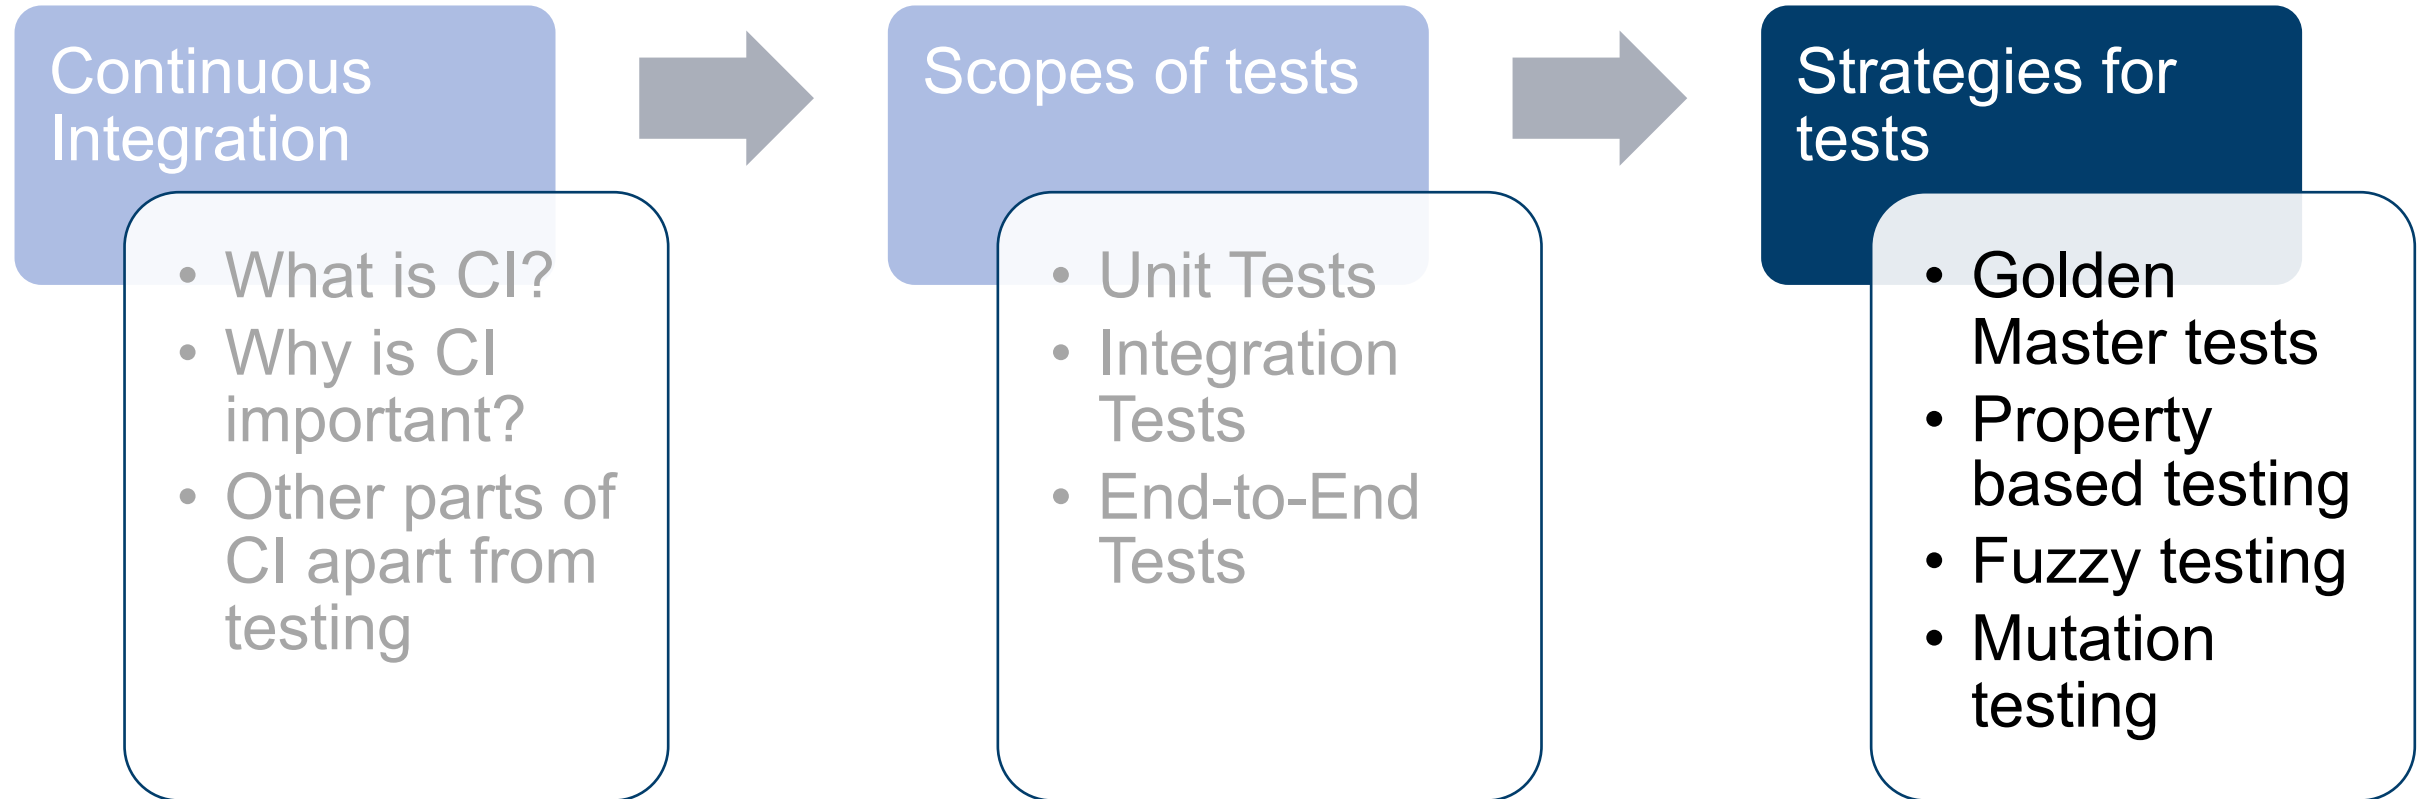 Continuous
Integration
• What is CI?
• Why is CI
important?
• Other parts of
CI apart from
testing
Scopes of tests
• Unit Tests
• Integration
Tests
• End-to-End
Tests
Strategies for
tests
• Golden
Master tests
• Property
based testing
• Fuzzy testing
• Mutation
testing